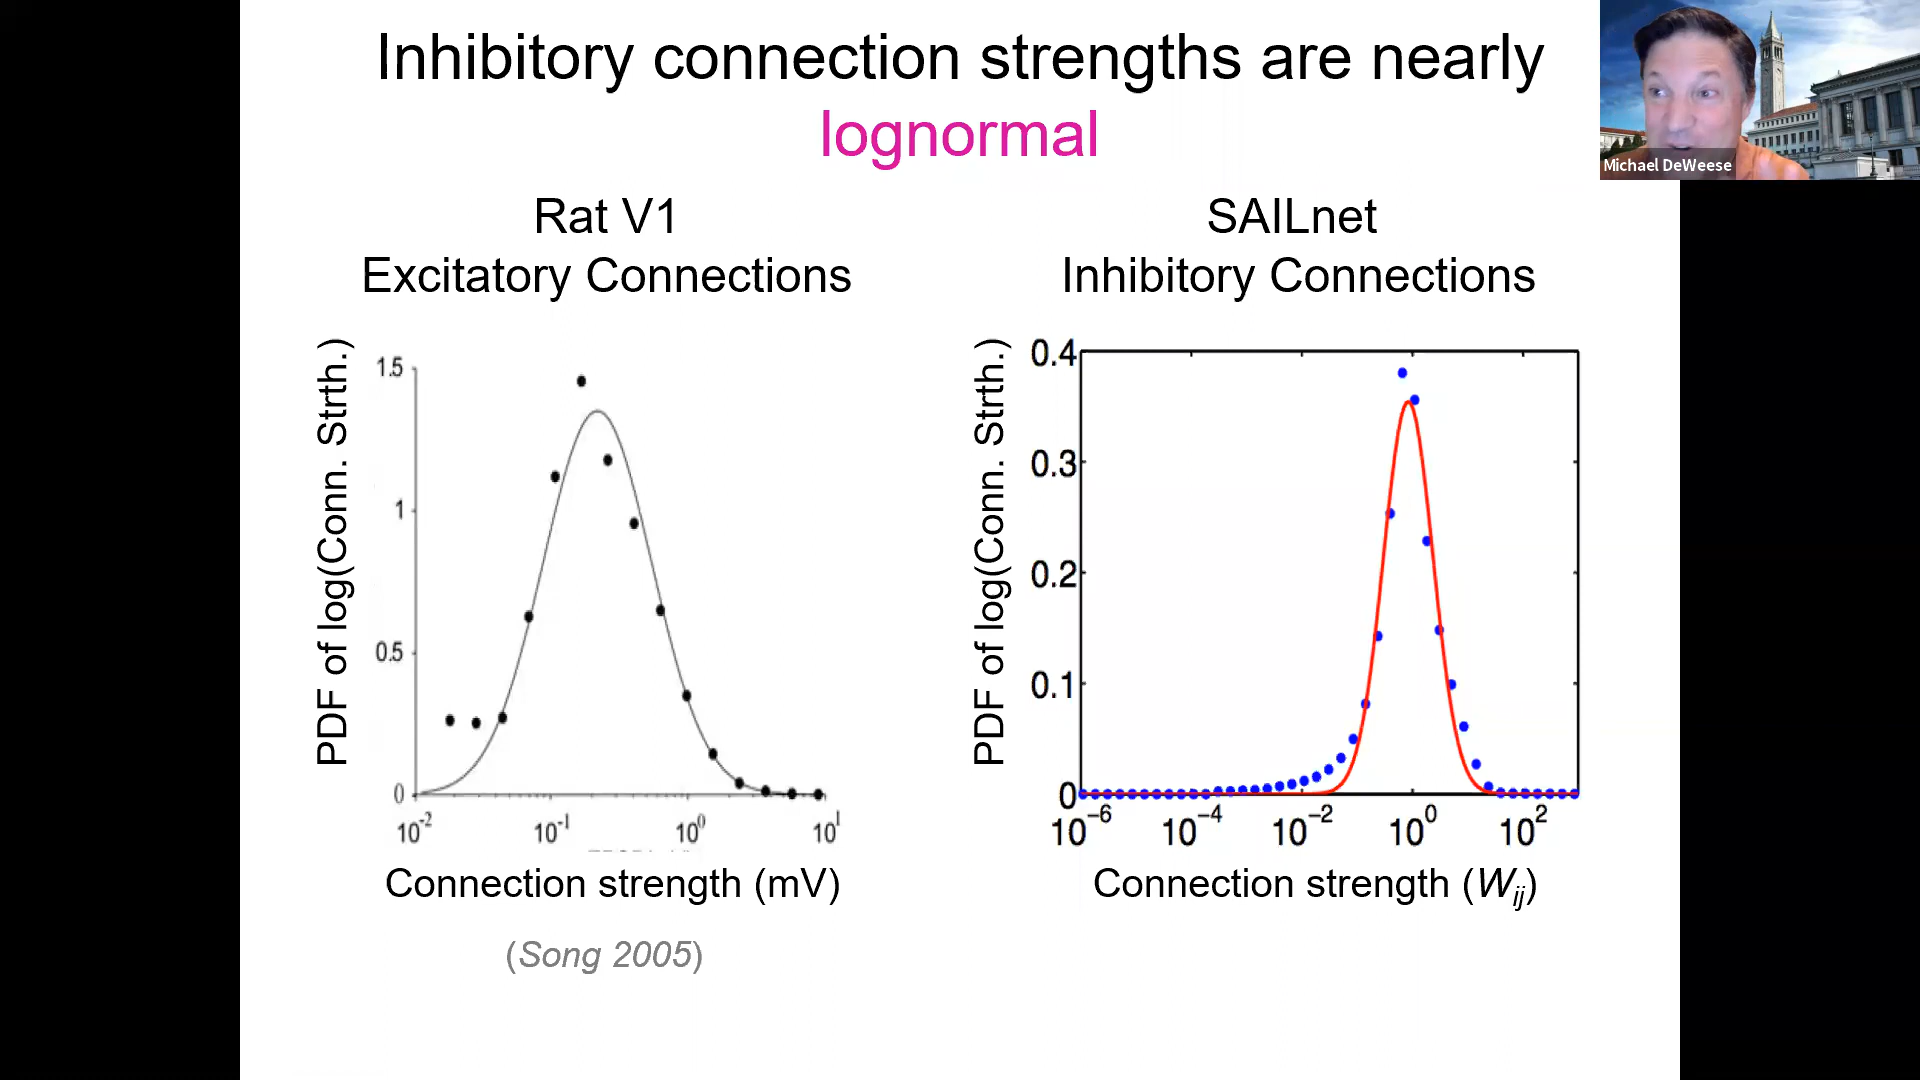 Inhibitory connection strengths are nearly
lognormal
Michael DeWeese
Rat V1
Excitatory Connections
PDF of log(Conn. Strth.)
1.5
1
0.5
0
10^-2
10^-1
10^0
10^1
Connection strength (mV)
(Song 2005)
SAILnet
Inhibitory Connections
PDF of log(Conn. Strth.)
0.4
0.3
0.2
0.1
0
10^-6
10^-4
10^-2
10^0
10^2
Connection strength (W_ij)